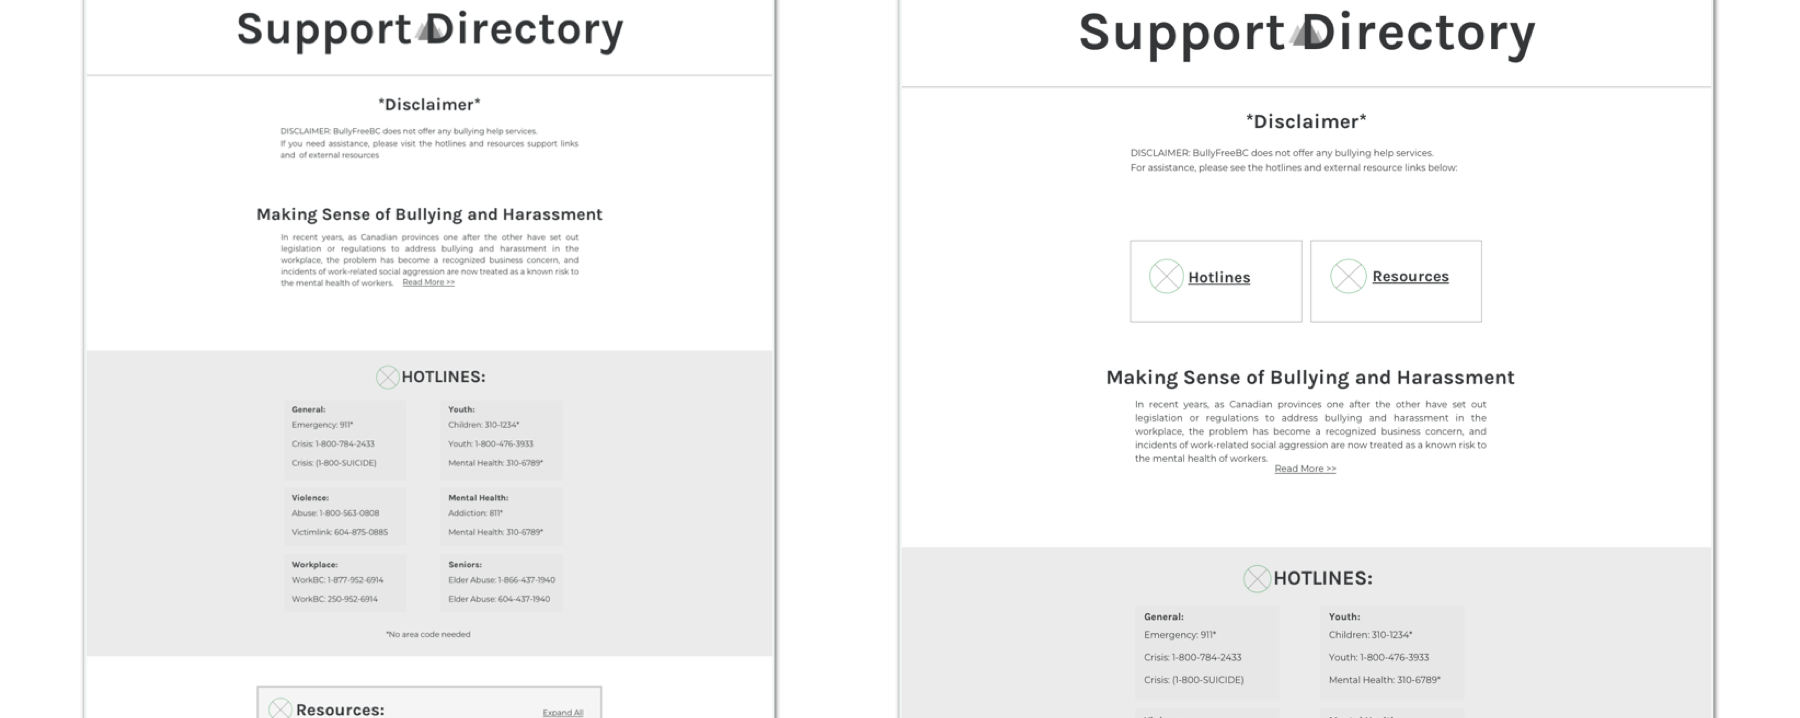 Support Directory
*Disclaimer*
DISCLAIMER: BullyFreeBC does not offer any bullying help services.
If you need assistance, please visit the hotlines and resources support links
and of external resources
Making Sense of Bullying and Harassment
In recent years, as Canadian provinces one after the other have set out
legislation or regulations to address bullying and harassment in the
workplace, the problem has become a recognized business concern, and
incidents of work-related social aggression are now treated as a known risk to
the mental health of workers. Read More >>
HOTLINES:
General:
Emergency: 911*
Crisis: 1-800-784-2433
Crisis: (1-800-SUICIDE)
Youth:
Children: 310-1234*
Youth: 1-800-476-3933
Mental Health: 310-6789*
Violence:
Abuse: 1-800-563-0808
Victimlink: 604-875-0885
Mental Health:
Addiction: 811*
Mental Health: 310-6789*
Workplace:
WorkBC: 1-877-952-6914
WorkBC: 250-952-6914
Seniors:
Elder Abuse: 1-866-437-1940
Elder Abuse: 604-437-1940
*No area code needed
Resources:
Expand All
Support Directory
*Disclaimer*
DISCLAIMER: BullyFreeBC does not offer any bullying help services.
For assistance, please see the hotlines and external resource links below:
Hotlines
Resources
Making Sense of Bullying and Harassment
In recent years, as Canadian provinces one after the other have set out
legislation or regulations to address bullying and harassment in the
workplace, the problem has become a recognized business concern, and
incidents of work-related social aggression are now treated as a known risk to
the mental health of workers.
Read More >>
HOTLINES:
General:
Emergency: 911*
Crisis: 1-800-784-2433
Crisis: (1-800-SUICIDE)
Youth:
Children: 310-1234*
Youth: 1-800-476-3933
Mental Health: 310-6789*